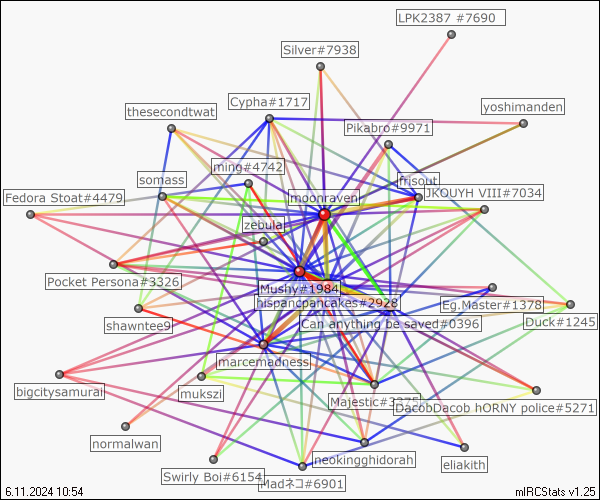 LPK2387 #7690
Silver#7938
Cypha#1717
yoshimanden
thesecondtwat
Pikabro#9971
ming#4742
somass
frisout
moonraven
JKQUYH VIII#7034
Fedora Stoat#4479
zebula
Pocket Persona#3326
Mushy#1984
hispancpancakes#2928
Eg.Master#1378
shawntee9
Can anything be saved#0396
Duck#1245
marcemadness
bigcitysamurai
mukszi
Majestic#3275
DacobDacob hORNY police#5271
normalwan
neokingghidorah
eliakith
Swirly Boi#6154
Madネコ#6901
6.11.2024 10:54
mIRCStats v1.25